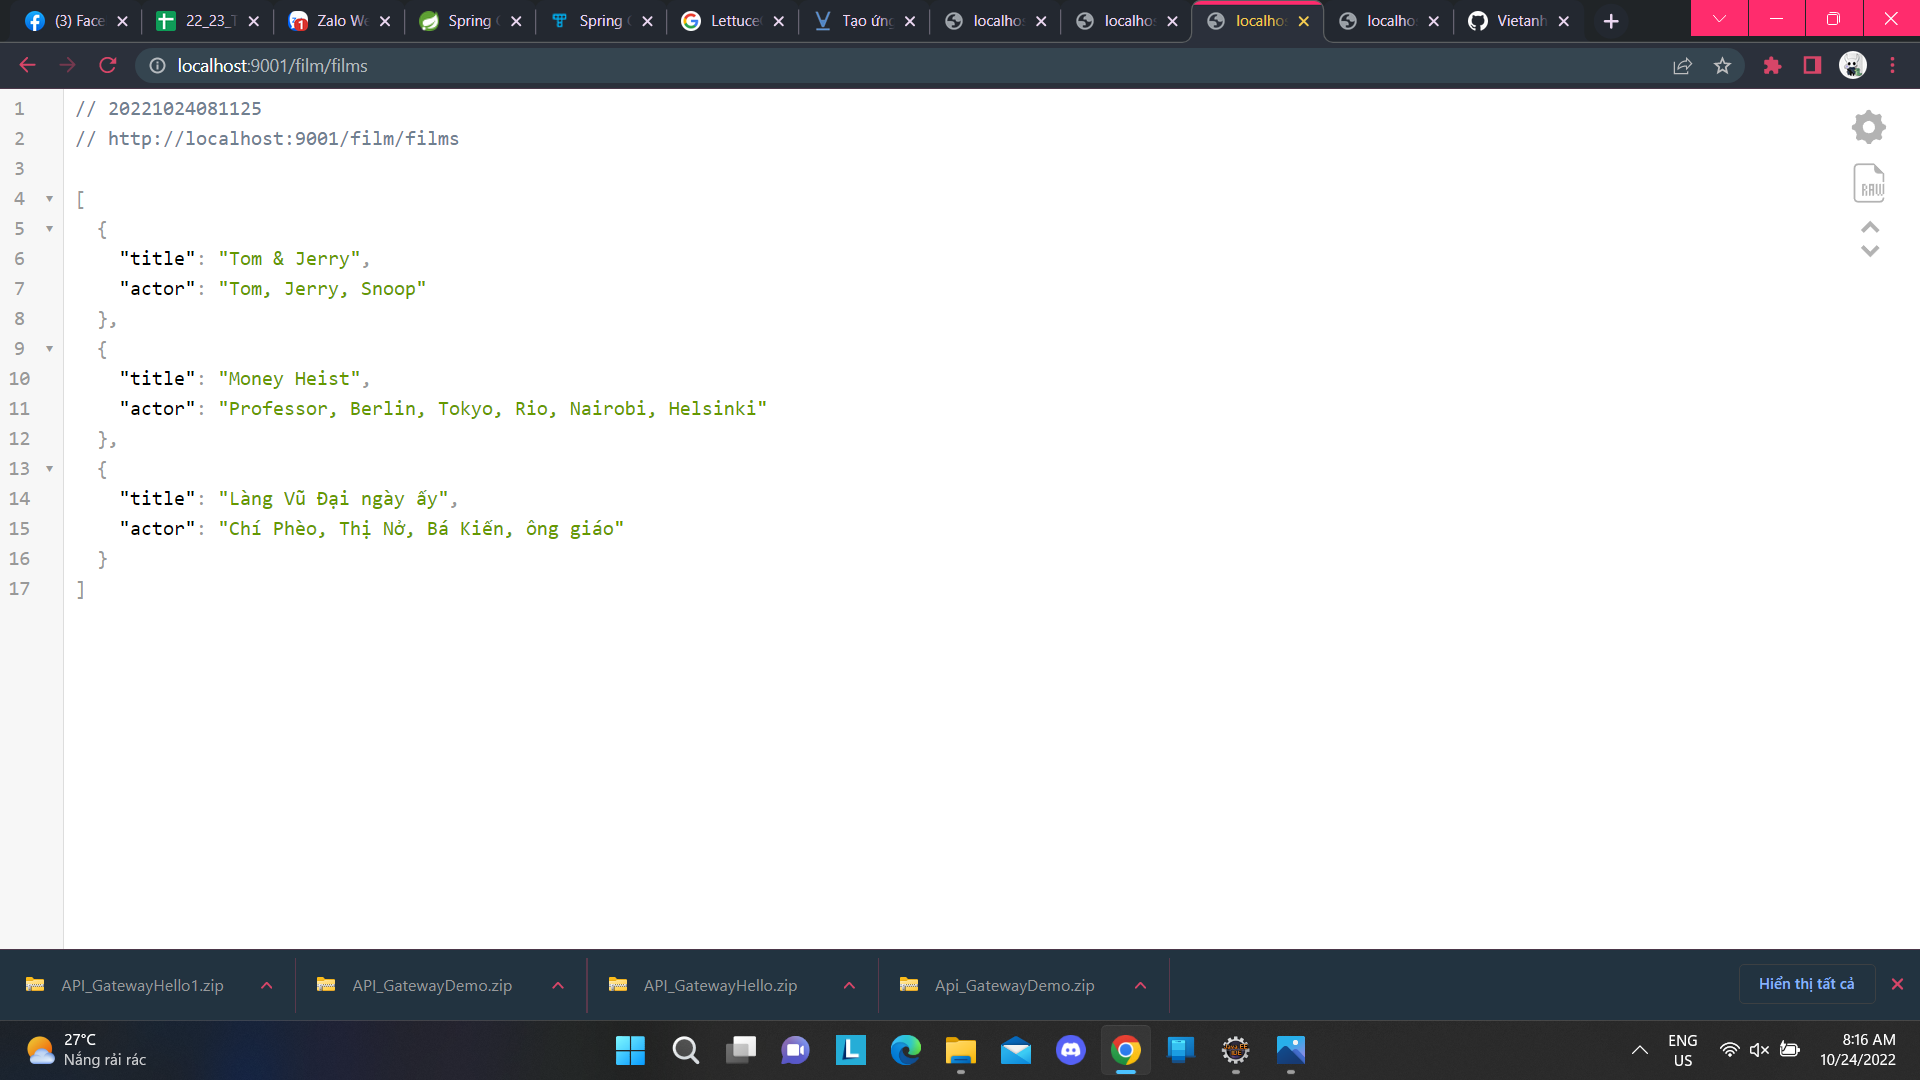 (3) Face
22_23_T
Zalo We
Spring
Spring
Lettuce
Tạo ứng
localhos
localhos
localhos
localhos
Vietanh
localhost:9001/film/films
1 // 20221024081125
2 // http://localhost:9001/film/films
3
4 [
5 {
6 "title": "Tom & Jerry",
7 "actor": "Tom, Jerry, Snoop"
8 },
9 {
10 "title": "Money Heist",
11 "actor": "Professor, Berlin, Tokyo, Rio, Nairobi, Helsinki"
12 },
13 {
14 "title": "Làng Vũ Đại ngày ấy",
15 "actor": "Chí Phèo, Thị Nở, Bá Kiến, ông giáo"
16 }
17 ]
RAW
API_GatewayHello1.zip
API_GatewayDemo.zip
API_GatewayHello.zip
Api_GatewayDemo.zip
Hiển thị tất cả
27°C
Nắng rải rác
ENG
US
8:16 AM
10/24/2022